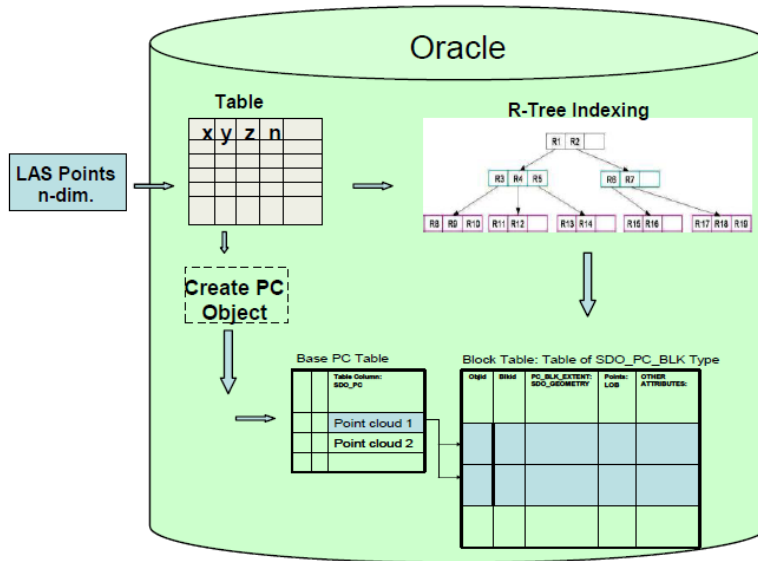 Oracle
Table
R-Tree Indexing
x y z n
R1 R2
LAS Points
n-dim.
R3 R4 R5
R6 R7
R8 R9 R10
R11 R12
R13 R14
R15 R16
R17 R18 R19
Create PC
Object
Base PC Table
Block Table: Table of SDO_PC_BLK Type
Table Column:
SDO_PC
Objid
Blkid
PC_BLK_EXTENT:
SDO_GEOMETRY
Points:
LOB
OTHER
ATTRIBUTES:
Point cloud 1
Point cloud 2